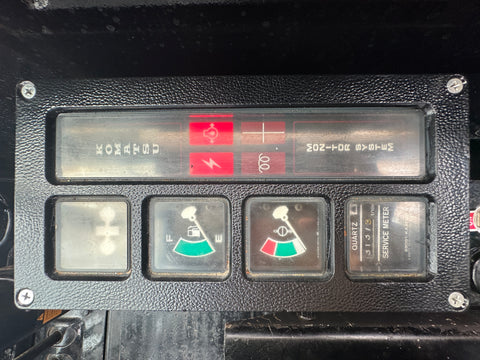 KOMATSU
MONITOR SYSTEM
F E
QUARTZ
SERVICE METER